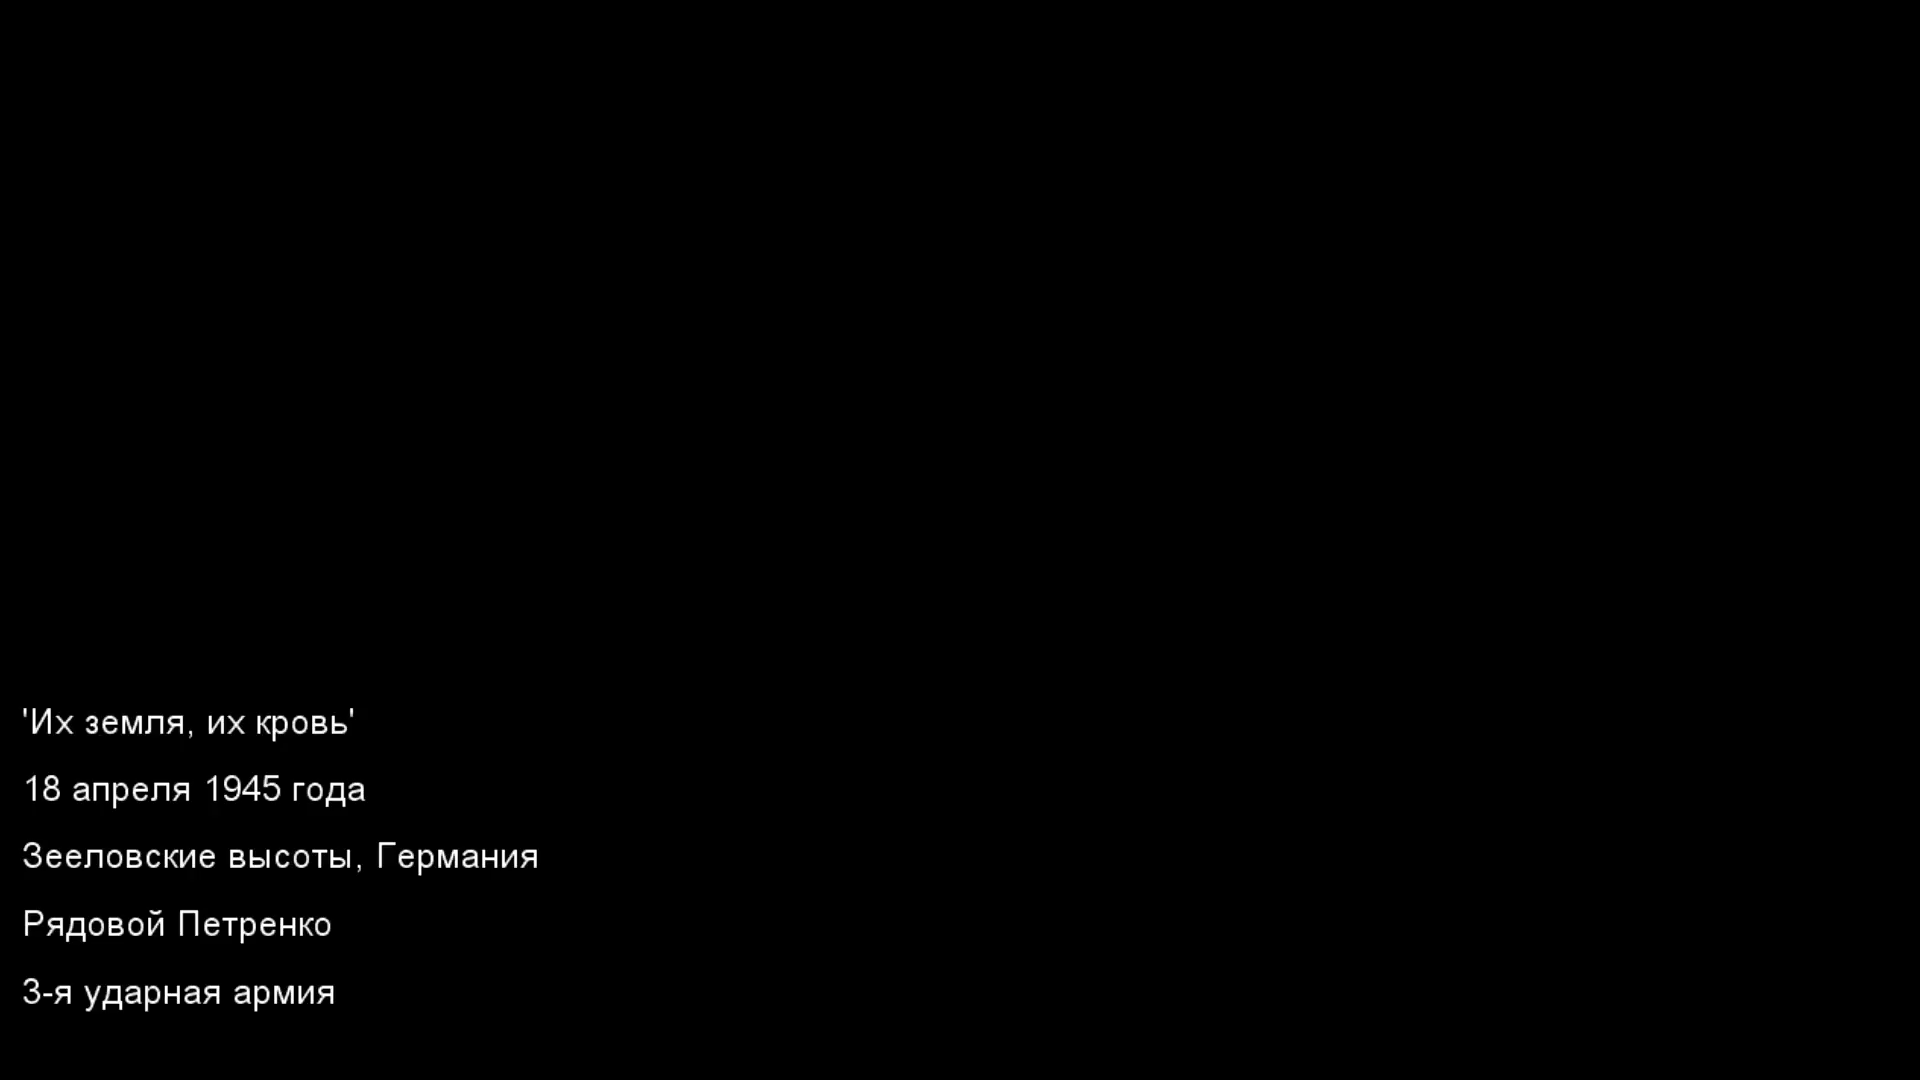 'Их земля, их кровь'
18 апреля 1945 года
Зееловские высоты, Германия
Рядовой Петренко
3-я ударная армия